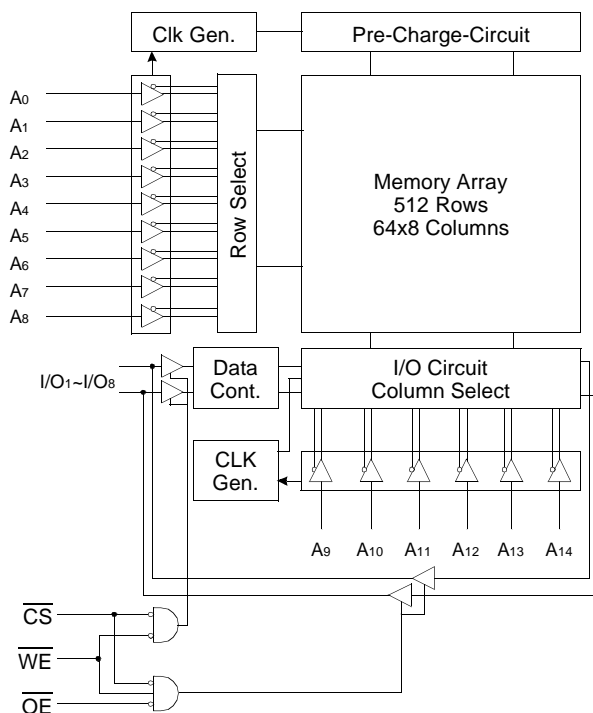 Clk Gen.
Pre-Charge-Circuit
A0
A1
A2
A3
A4
A5
A6
A7
A8
Row Select
Memory Array
512 Rows
64x8 Columns
I/O1~I/O8
Data
Cont.
I/O Circuit
Column Select
CLK
Gen.
A9 A10 A11 A12 A13 A14
CS
WE
OE